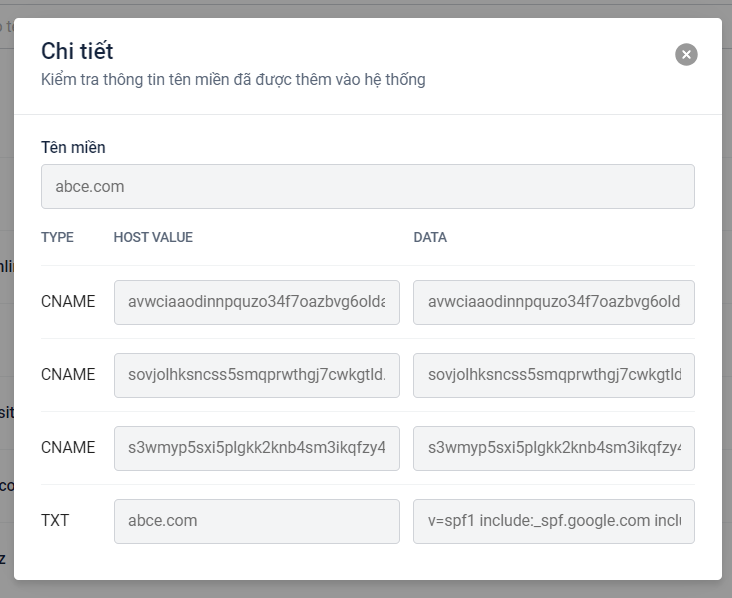 Chi tiết
Kiểm tra thông tin tên miền đã được thêm vào hệ thống
Tên miền
abce.com
TYPE HOST VALUE DATA
CNAME avwciaaodinnpquzo34f7oazbvg6olda avwciaaodinnpquzo34f7oazbvg6old
CNAME sovjolhksncss5smqprwthgj7cwkgtld. sovjolhksncss5smqprwthgj7cwkgtld
CNAME s3wmyp5sxi5plgkk2knb4sm3ikqfzy4 s3wmyp5sxi5plgkk2knb4sm3ikqfzy4
TXT abce.com v=spf1 include:_spf.google.com inclu